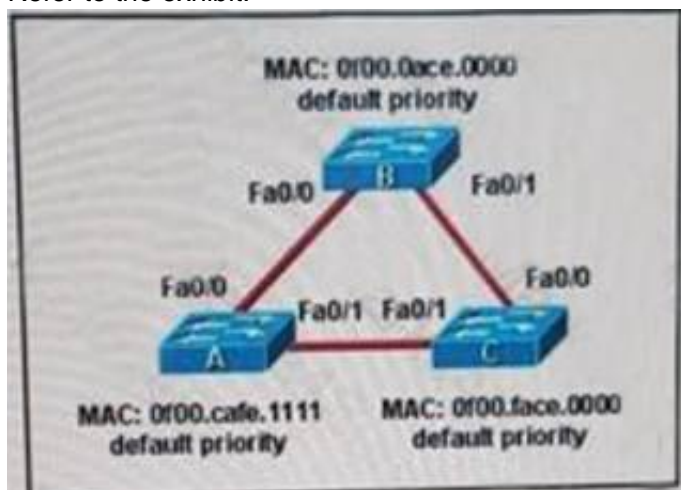 Refer to the exhibit.
MAC: 0f00.0ace.0000
default priority
B
Fa0/0
Fa0/1
Fa0/0
Fa0/0
Fa0/1 Fa0/1
A
C
MAC: 0f00.cafe.1111
default priority
MAC: 0f00.face.0000
default priority